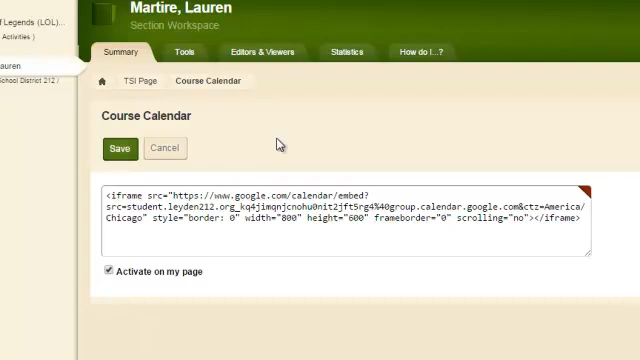 Martire, Lauren
of Legends (LOL)...
Section Workspace
Activities )
Summary
Tools
Editors & Viewers
Statistics
How do I...?
Lauren
School District 212 /
TSI Page
Course Calendar
Course Calendar
Save
Cancel
<iframe src="https://www.google.com/calendar/embed?
src=student.leyden212.org_kq4jimqnjcnohu0nit2jft5rg4%40group.calendar.google.com&ctz=America/
Chicago" style="border: 0" width="800" height="600" frameborder="0" scrolling="no"></iframe>
Activate on my page